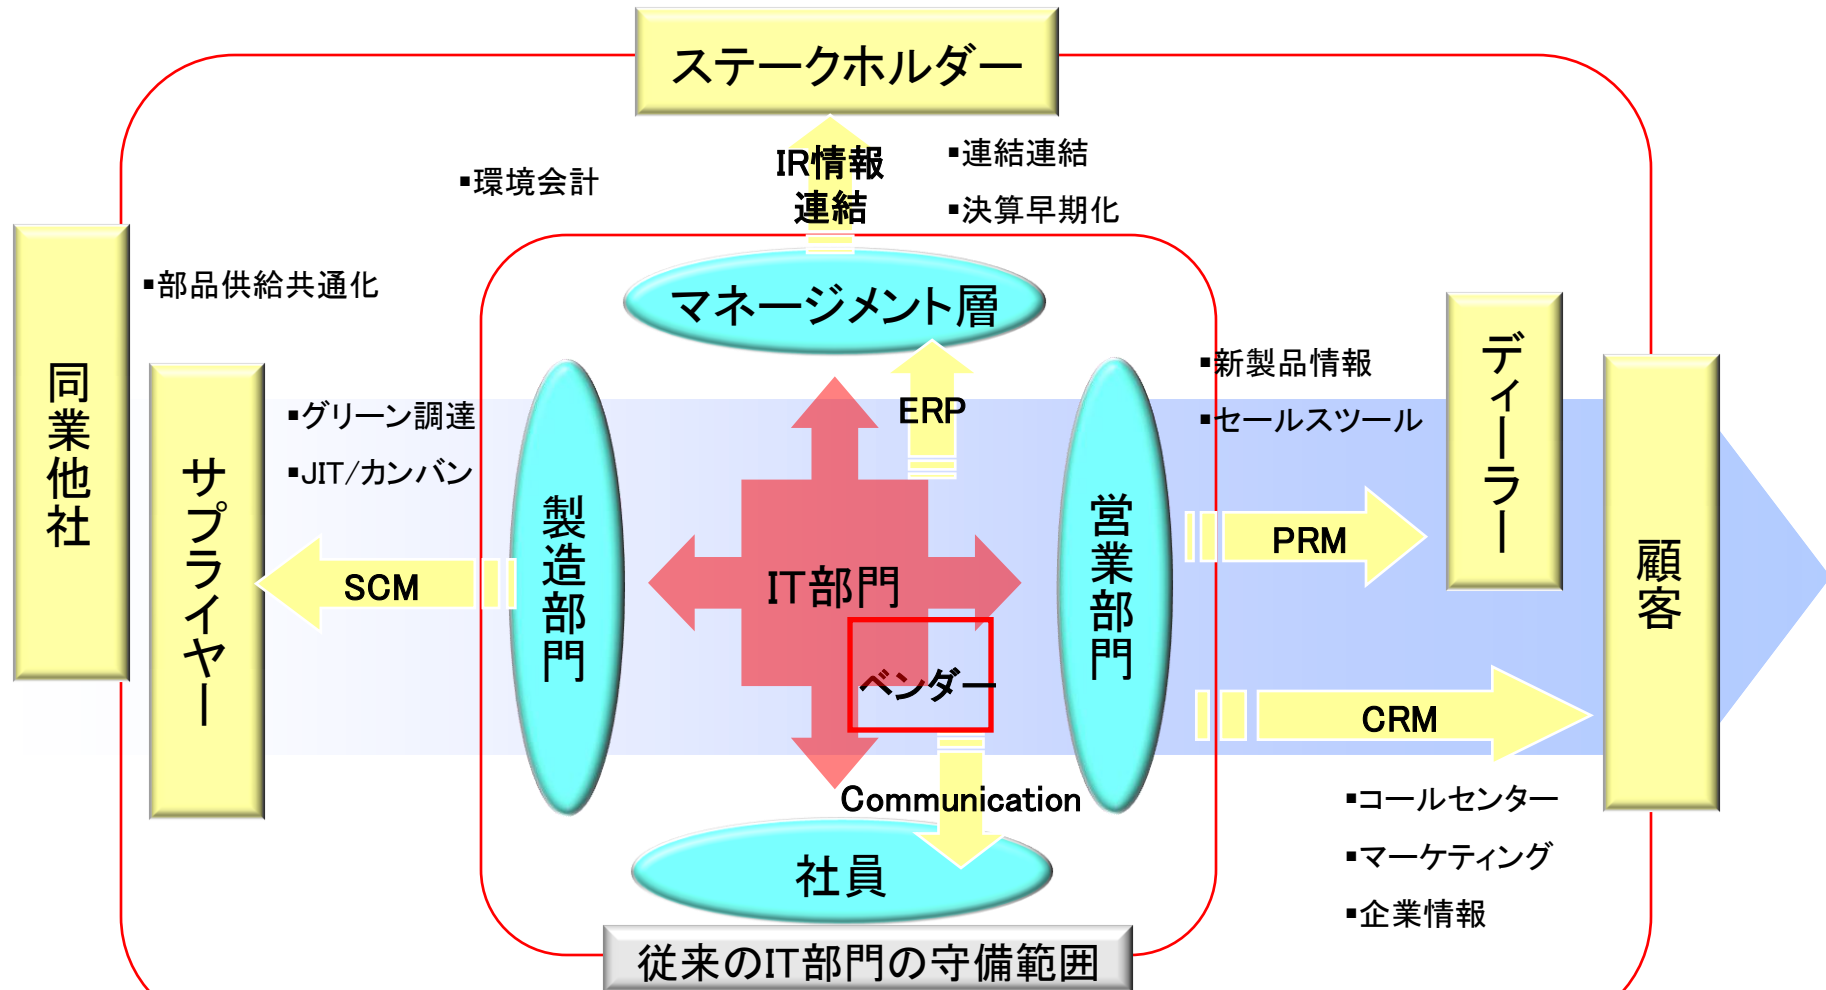 ステークホルダー
IR情報
連結
▪連結連結
▪決算早期化
▪環境会計
同業他社
▪部品供給共通化
マネージメント層
サプライヤー
▪グリーン調達
▪JIT/カンバン
製造部門
ERP
営業部門
▪新製品情報
▪セールスツール
ディーラー
顧客
SCM
IT部門
PRM
ベンダー
CRM
Communication
▪コールセンター
▪マーケティング
▪企業情報
社員
従来のIT部門の守備範囲